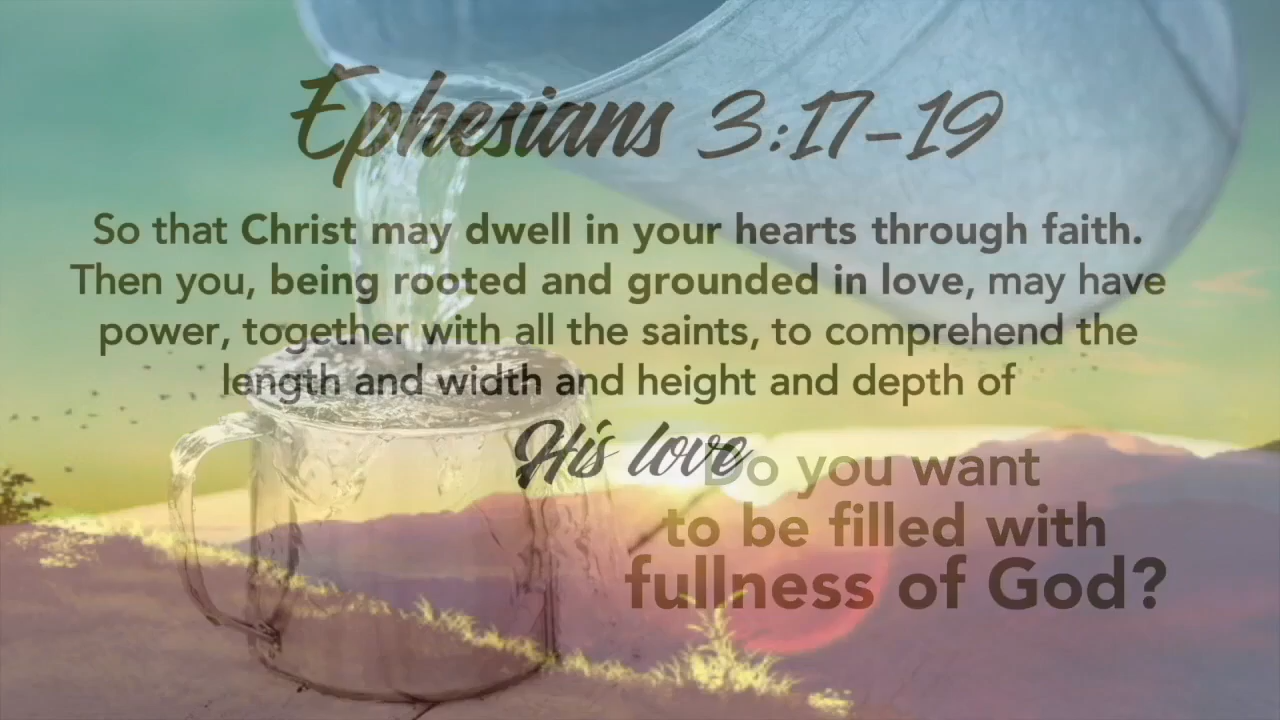 Ephesians 3:17-19
So that Christ may dwell in your hearts through faith.
Then you, being rooted and grounded in love, may have
power, together with all the saints, to comprehend the
length and width and height and depth of
His love
Do you want
to be filled with
fullness of God?